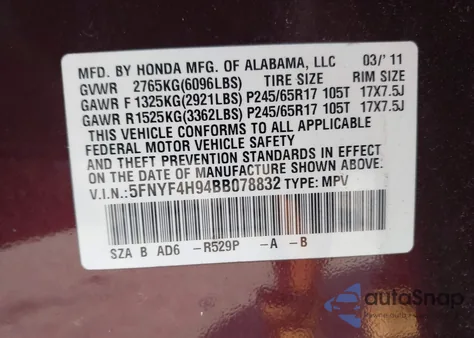 MFD. BY HONDA MFG. OF ALABAMA, LLC 03/'11
GVWR 2765KG(6096LBS) TIRE SIZE RIM SIZE
GAWR F 1325KG(2921LBS) P245/65R17 105T 17X7.5J
GAWR R1525KG(3362LBS) P245/65R17 105T 17X7.5J
THIS VEHICLE CONFORMS TO ALL APPLICABLE
FEDERAL MOTOR VEHICLE SAFETY
AND THEFT PREVENTION STANDARDS IN EFFECT
ON THE DATE OF MANUFACTURE SHOWN ABOVE.
V.I.N:5FNYF4H94BB078832 TYPE: MPV
SZA B AD6 -R529P -A -B
autoSnap